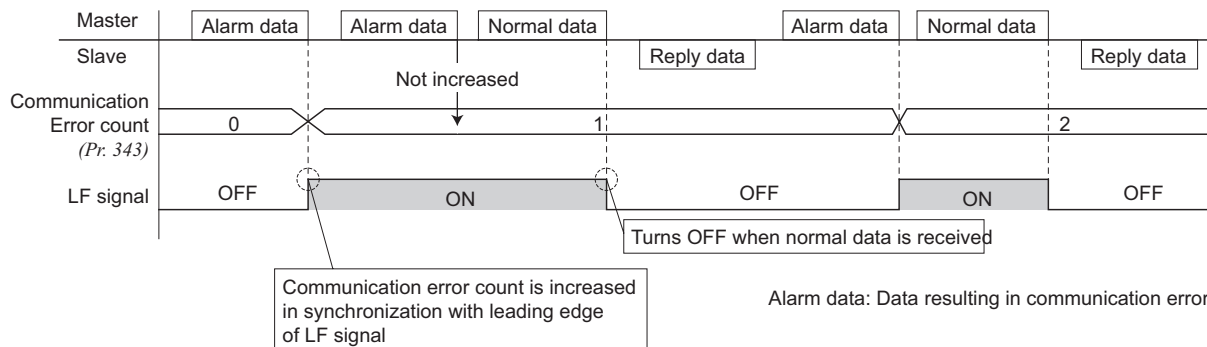 Master
Alarm data
Alarm data
Normal data
Alarm data
Normal data
Slave
Reply data
Reply data
Not increased
Communication
Error count
(Pr. 343)
0
1
2
LF signal
OFF
ON
OFF
ON
OFF
Turns OFF when normal data is received
Communication error count is increased
in synchronization with leading edge
of LF signal
Alarm data: Data resulting in communication error